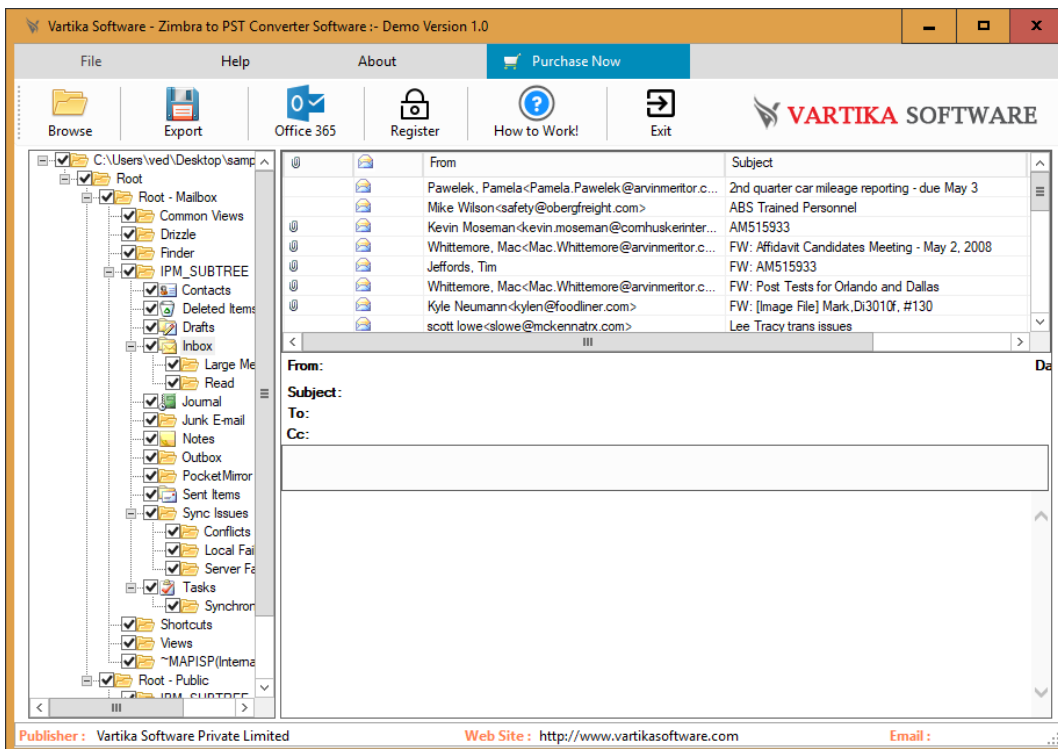 Vartika Software - Zimbra to PST Converter Software :- Demo Version 1.0
File Help About Purchase Now
Browse Export Office 365 Register How to Work! Exit VARTIKA SOFTWARE
C:\Users\ved\Desktop\samp
Root
Root - Mailbox
Common Views
Drizzle
Finder
IPM_SUBTREE
Contacts
Deleted Items
Drafts
Inbox
Large Me
Read
Journal
Junk E-mail
Notes
Outbox
PocketMirror
Sent Items
Sync Issues
Conflicts
Local Fai
Server Fa
Tasks
Synchron
Shortcuts
Views
~MAPISP(Interna
Root - Public
IPM_SUBTREE
From Subject
Pawelek, Pamela<Pamela.Pawelek@arvinmeritor.c... 2nd quarter car mileage reporting - due May 3
Mike Wilson<safety@obergfreight.com> ABS Trained Personnel
Kevin Moseman<kevin.moseman@cornhuskerinter... AM515933
Whittemore, Mac<Mac.Whittemore@arvinmeritor.c... FW: Affidavit Candidates Meeting - May 2, 2008
Jeffords, Tim FW: AM515933
Whittemore, Mac<Mac.Whittemore@arvinmeritor.c... FW: Post Tests for Orlando and Dallas
Kyle Neumann<kylen@foodliner.com> FW: [Image File] Mark,Di3010f, #130
scott lowe<slowe@mckennatrx.com> Lee Tracy trans issues
From: Da
Subject:
To:
Cc:
Publisher : Vartika Software Private Limited Web Site : http://www.vartikasoftware.com Email :